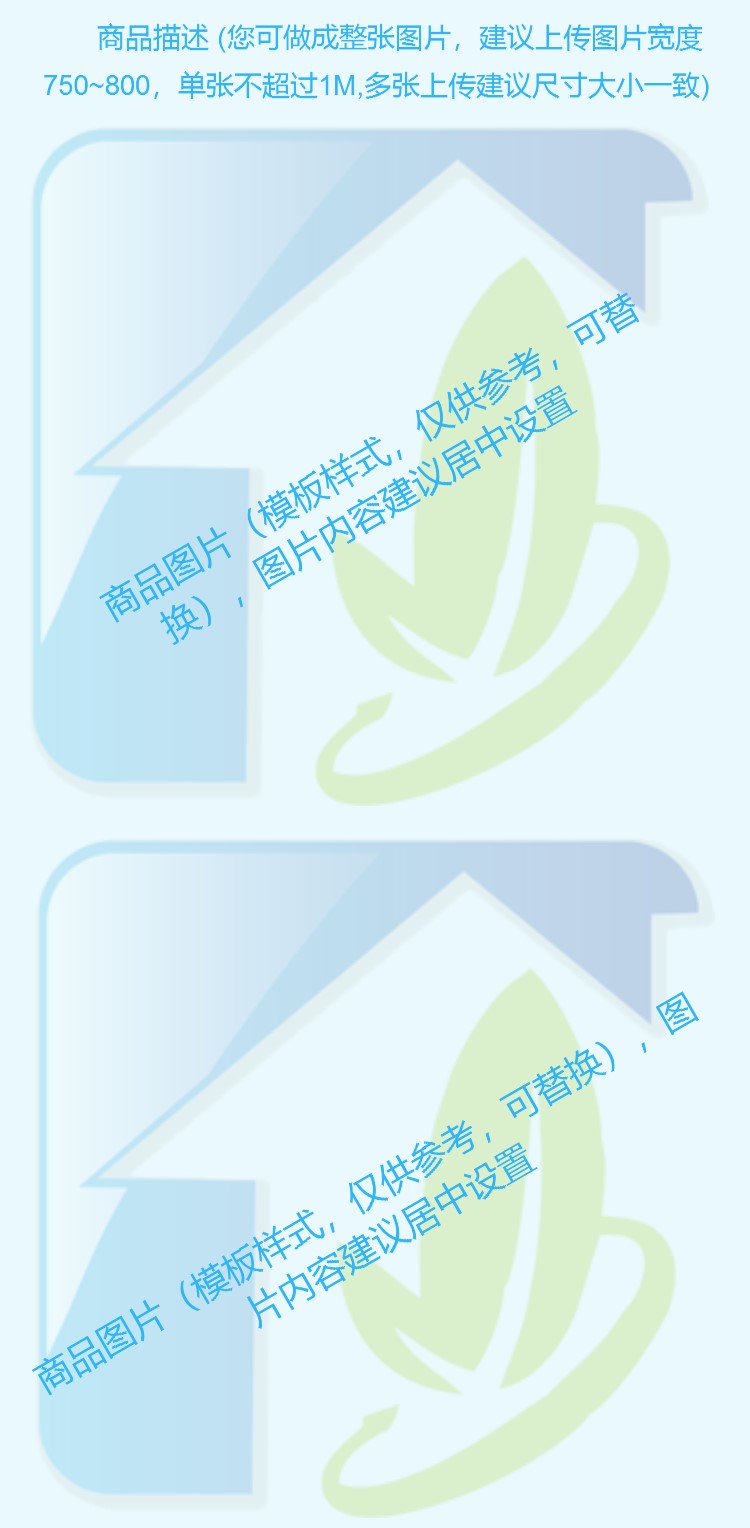 商品描述 (您可做成整张图片，建议上传图片宽度
750~800，单张不超过1M,多张上传建议尺寸大小一致)
商品图片（模板样式，仅供参考，可替
换），图片内容建议居中设置
商品图片（模板样式，仅供参考，可替换），图
片内容建议居中设置